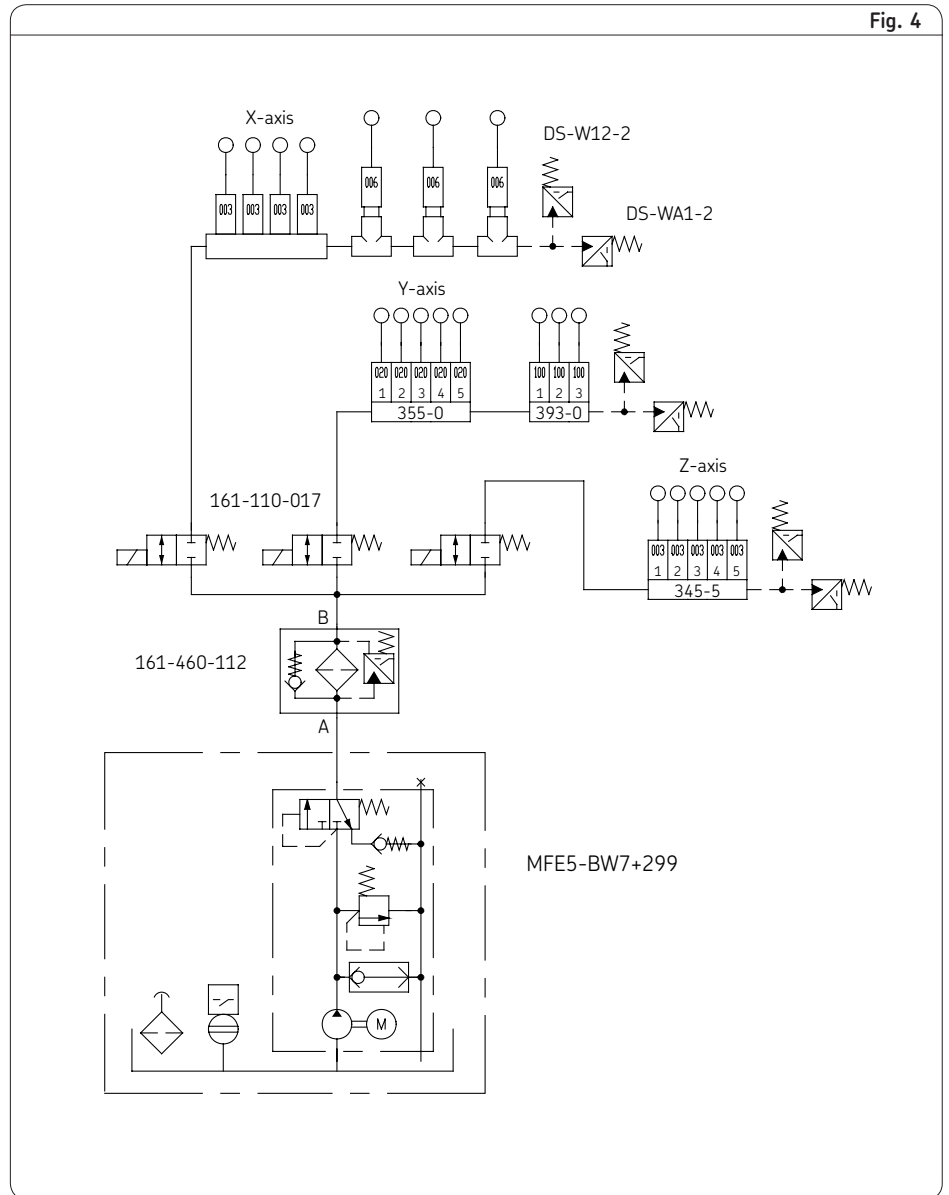 Fig. 4
X-axis
DS-W12-2
003 003 003 003 006 006 006
DS-WA1-2
Y-axis
020 020 020 020 020 100 100 100
1 2 3 4 5 1 2 3
355-0 393-0
Z-axis
161-110-017
003 003 003 003 003
1 2 3 4 5
345-5
B
161-460-112
A
MFE5-BW7+299
M